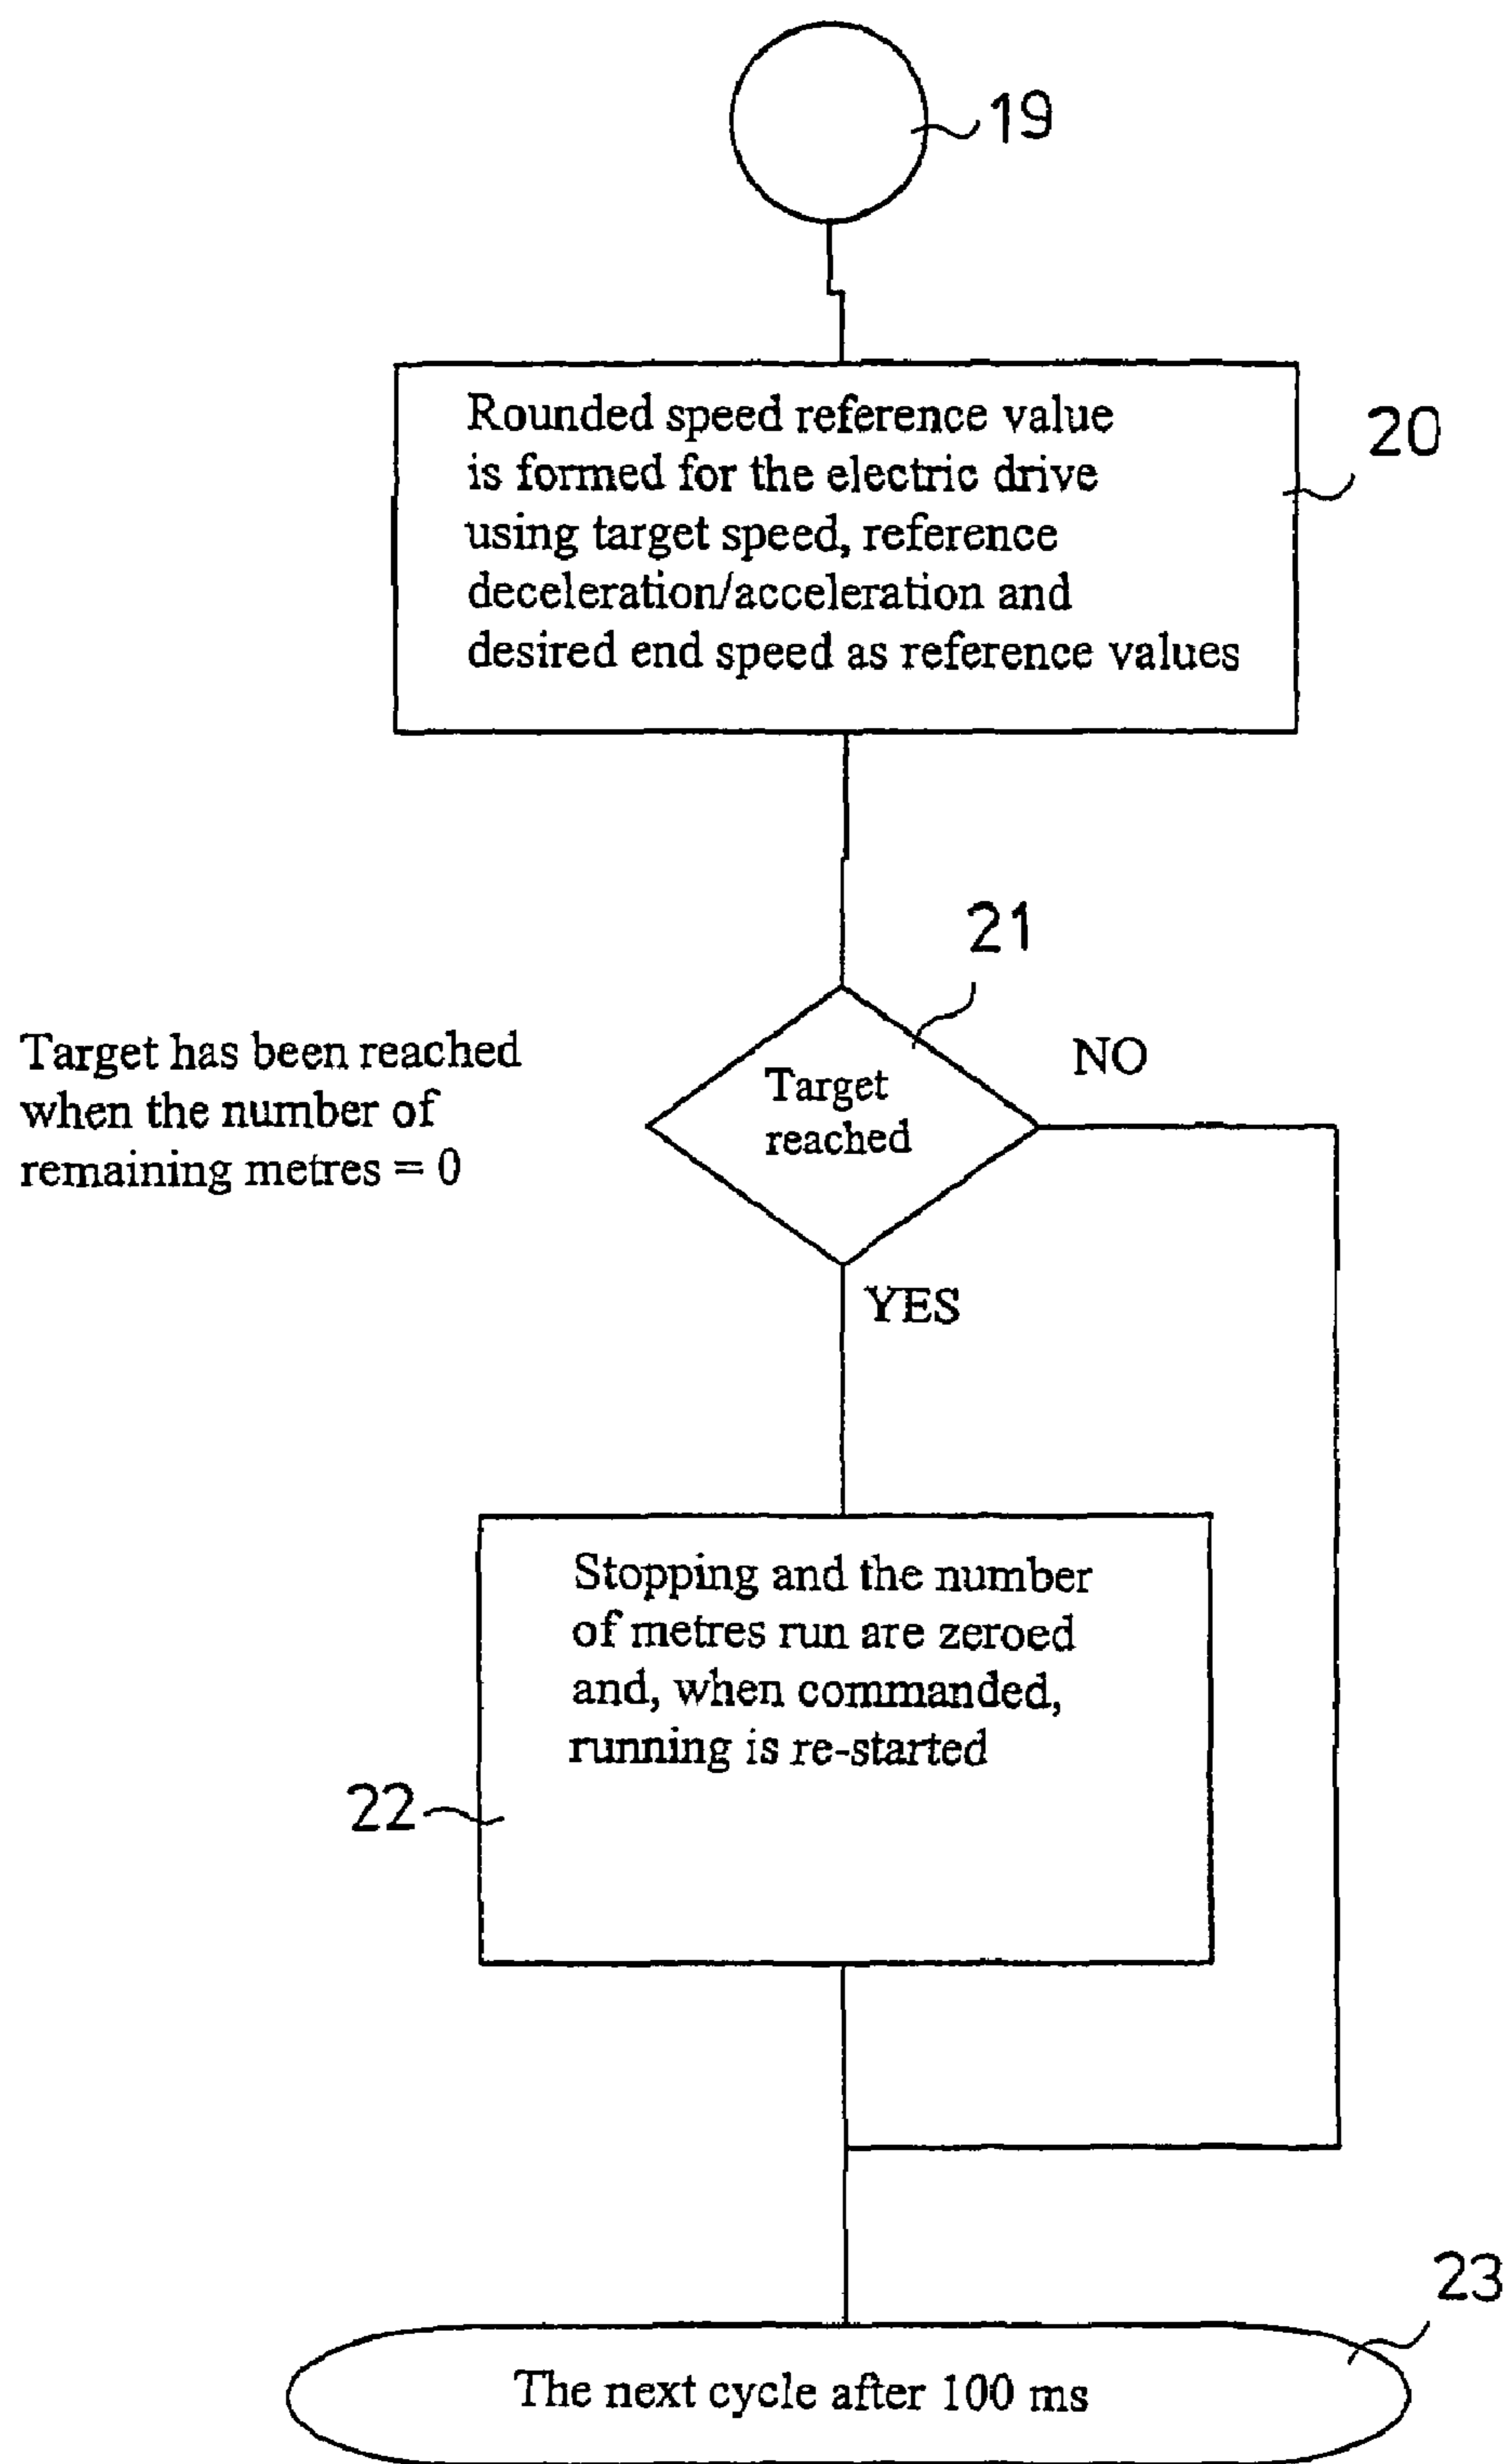 19
20
Rounded speed reference value
is formed for the electric drive
using target speed, reference
deceleration/acceleration and
desired end speed as reference values
21
Target has been reached
when the number of
remaining metres = 0
Target
reached
NO
YES
Stopping and the number
of metres run are zeroed
and, when commanded,
running is re-started
22
23
The next cycle after 100 ms